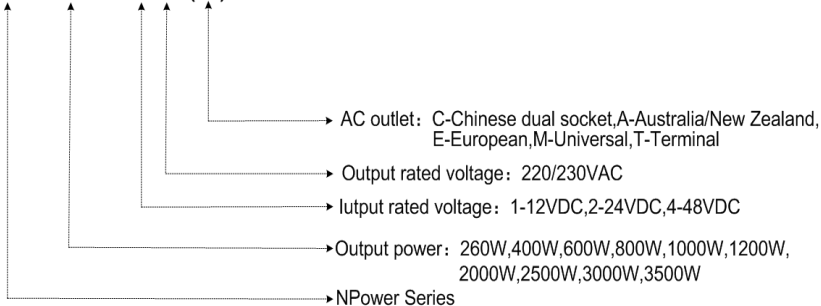 AC outlet：C-Chinese dual socket,A-Australia/New Zealand,
E-European,M-Universal,T-Terminal
Output rated voltage：220/230VAC
Iutput rated voltage：1-12VDC,2-24VDC,4-48VDC
Output power：260W,400W,600W,800W,1000W,1200W,
2000W,2500W,3000W,3500W
NPower Series